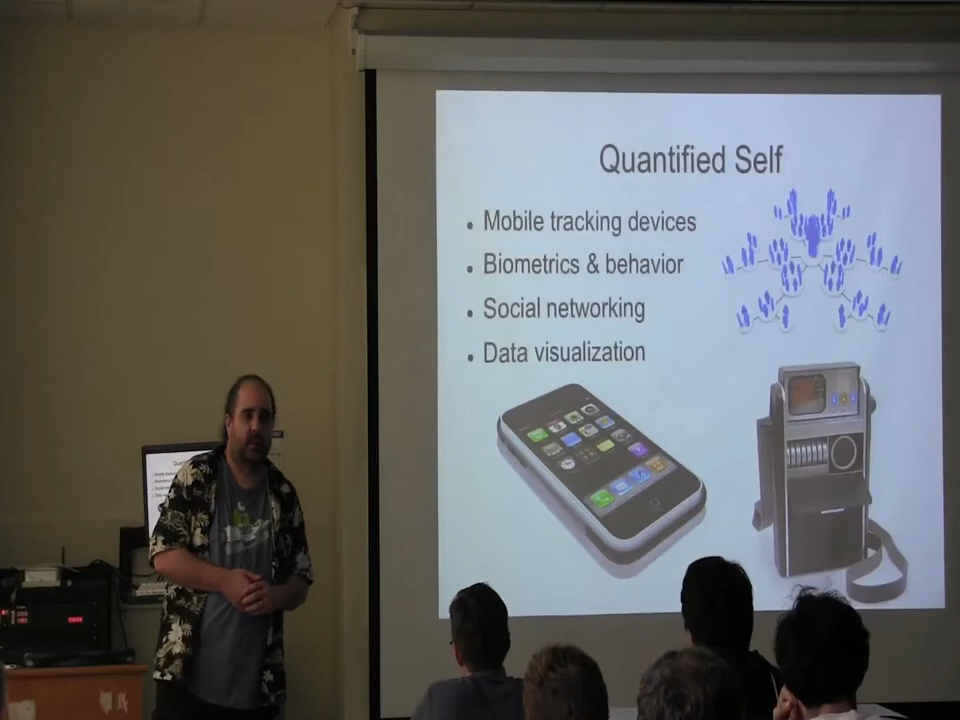 Quantified Self
• Mobile tracking devices
• Biometrics & behavior
• Social networking
• Data visualization